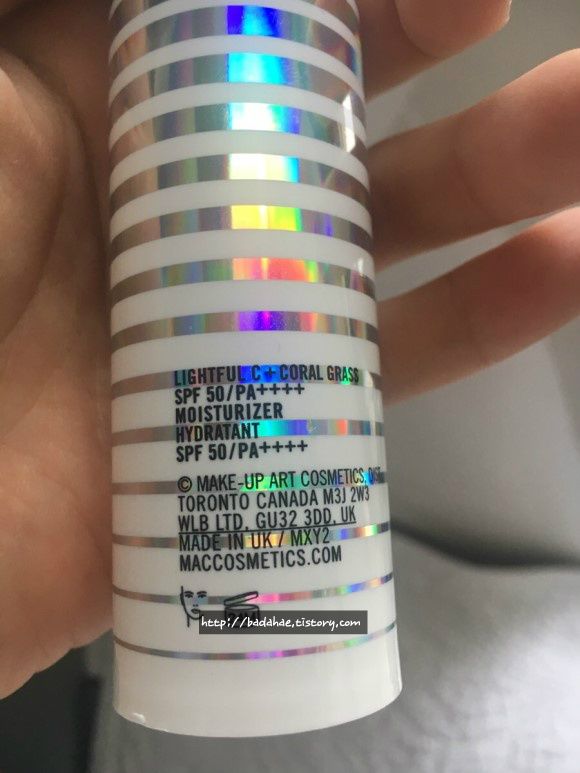 LIGHTFUL C + CORAL GRASS
SPF 50/PA++++
MOISTURIZER
HYDRATANT
SPF 50/PA++++
© MAKE-UP ART COSMETICS,
TORONTO CANADA M3J 2W3
WLB LTD, GU32 3DD, UK
MADE IN UK / MXY2
MACCOSMETICS.COM
http://badahae.tistory.com